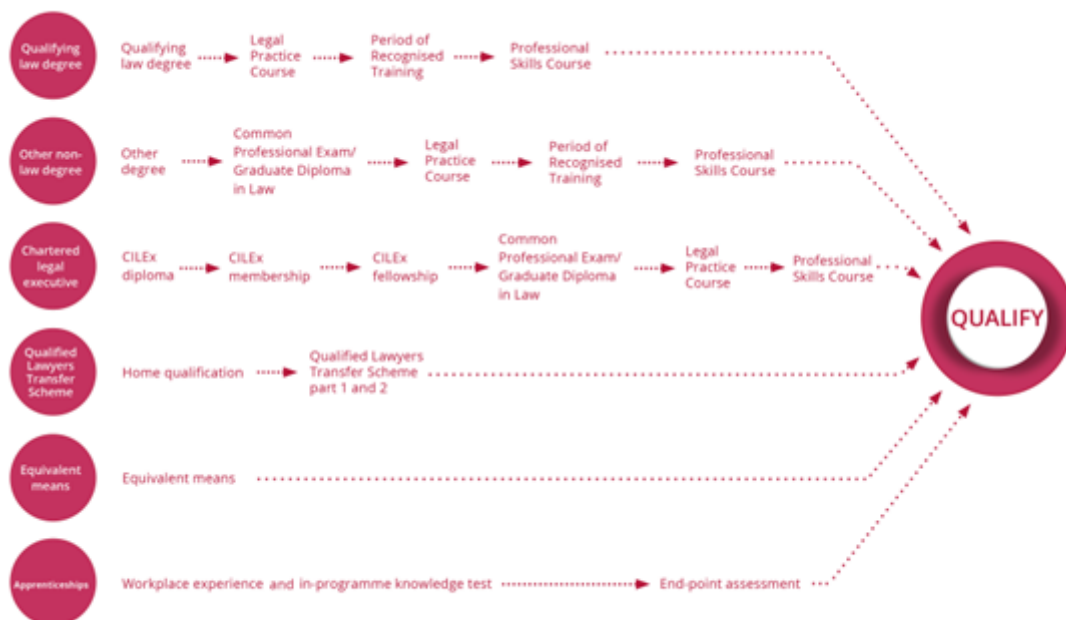 Qualifying
law degree
Qualifying
law degree
Legal
Practice
Course
Period of
Recognised
Training
Professional
Skills Course
Other non-
law degree
Other
degree
Common
Professional Exam/
Graduate Diploma
in Law
Legal
Practice
Course
Period of
Recognised
Training
Professional
Skills Course
Chartered
legal
executive
CILEx
diploma
CILEx
membership
CILEx
fellowship
Common
Professional Exam/
Graduate Diploma
in Law
Legal
Practice
Course
Professional
Skills Course
QUALIFY
Qualified
Lawyers
Transfer
Scheme
Home qualification
Qualified Lawyers
Transfer Scheme
part 1 and 2
Equivalent
means
Equivalent means
Apprenticeships
Workplace experience and in-programme knowledge test
End-point assessment